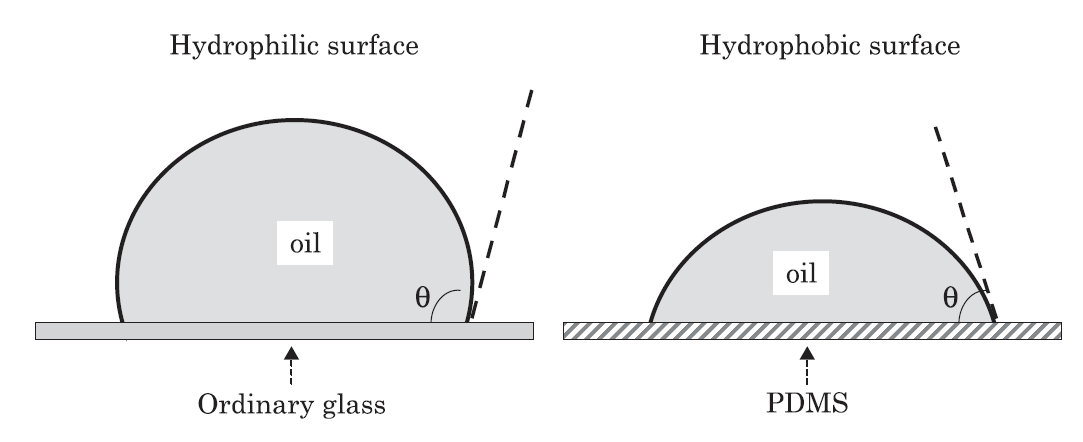 Hydrophilic surface
Hydrophobic surface
oil
θ
oil
θ
Ordinary glass
PDMS